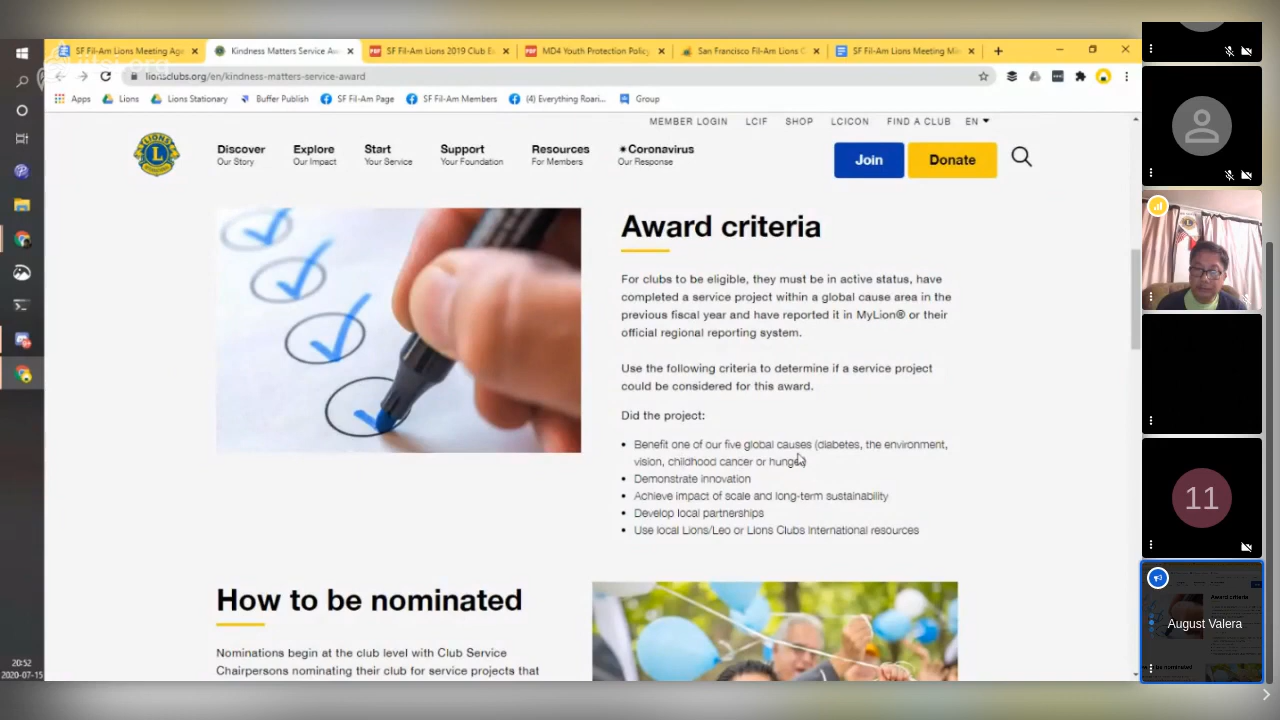 SF Fil-Am Lions Meeting Age
Kindness Matters Service Aw
SF Fil-Am Lions 2019 Club E
MD4 Youth Protection Policy
San Francisco Fil-Am Lions C
SF Fil-Am Lions Meeting Mi
jitsi.org
lionsclubs.org/en/kindness-matters-service-award
Apps
Lions
Lions Stationary
Buffer Publish
SF Fil-Am Page
SF Fil-Am Members
(4) Everything Roari...
Group
MEMBER LOGIN LCIF SHOP LCICON FIND A CLUB EN
LIONS
L
Discover
Our Story
Explore
Our Impact
Start
Your Service
Support
Your Foundation
Resources
For Members
Coronavirus
Our Response
Join
Donate
Award criteria
For clubs to be eligible, they must be in active status, have
completed a service project within a global cause area in the
previous fiscal year and have reported it in MyLion® or their
official regional reporting system.
Use the following criteria to determine if a service project
could be considered for this award.
Did the project:
• Benefit one of our five global causes (diabetes, the environment,
vision, childhood cancer or hunger)
• Demonstrate innovation
• Achieve impact of scale and long-term sustainability
• Develop local partnerships
• Use local Lions/Leo or Lions Clubs International resources
How to be nominated
Nominations begin at the club level with Club Service
Chairpersons nominating their club for service projects that
20:52
2020-07-15
11
August Valera